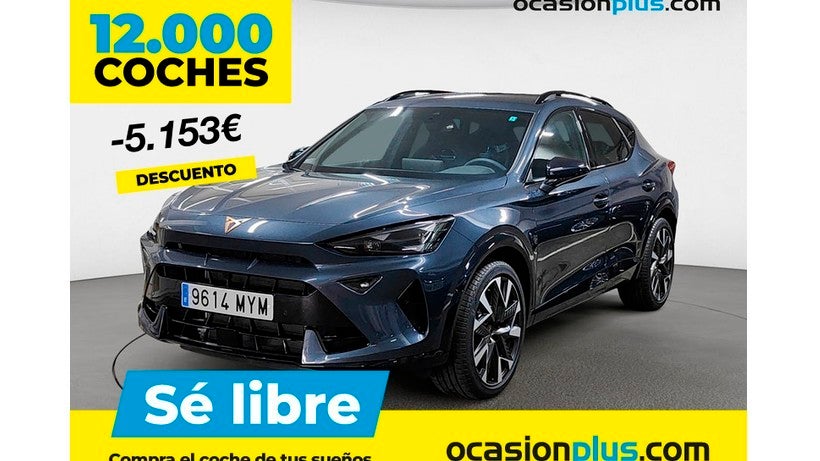 ocasionplus.com
12.000
COCHES
-5.153€
DESCUENTO
9614 MYM
Sé libre
Compra el coche de tus sueños
ocasionplus.com